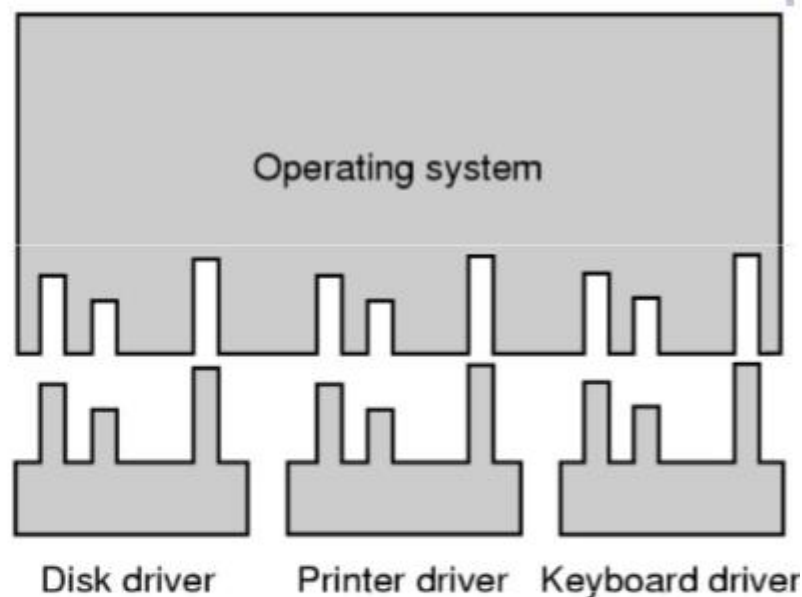 Operating system
Disk driver
Printer driver
Keyboard driver